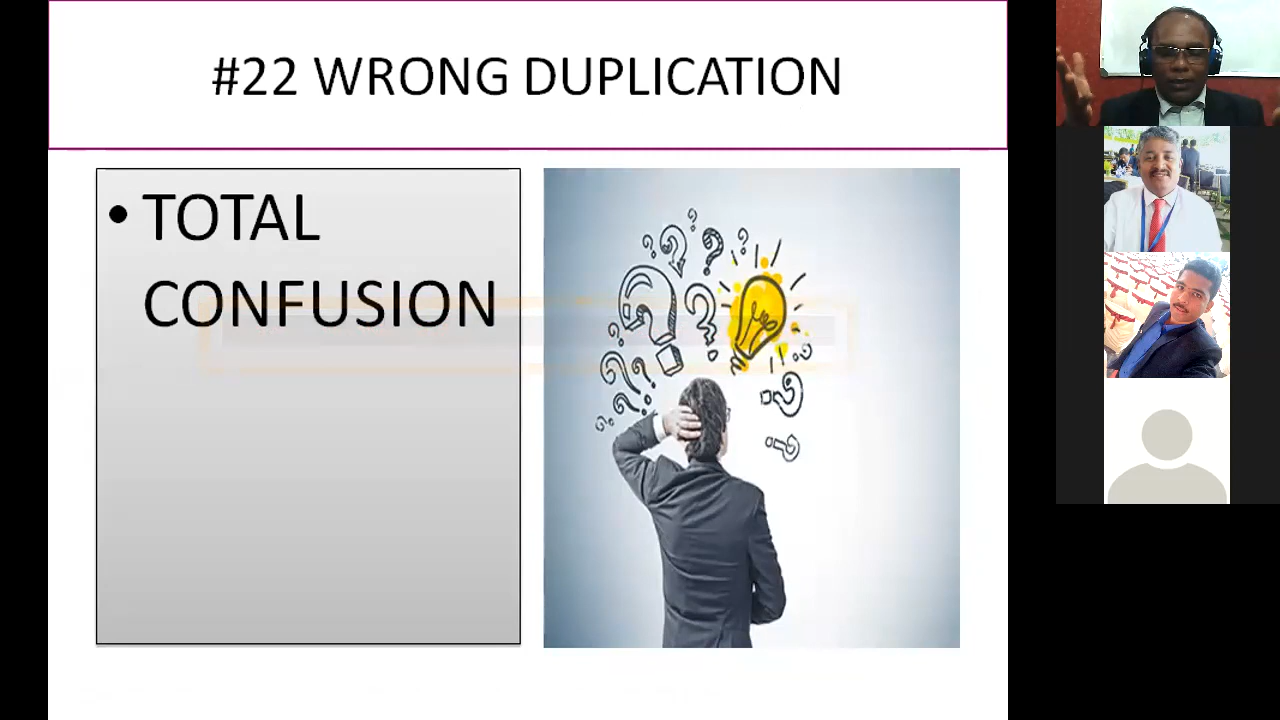 #22 WRONG DUPLICATION
• TOTAL
CONFUSION